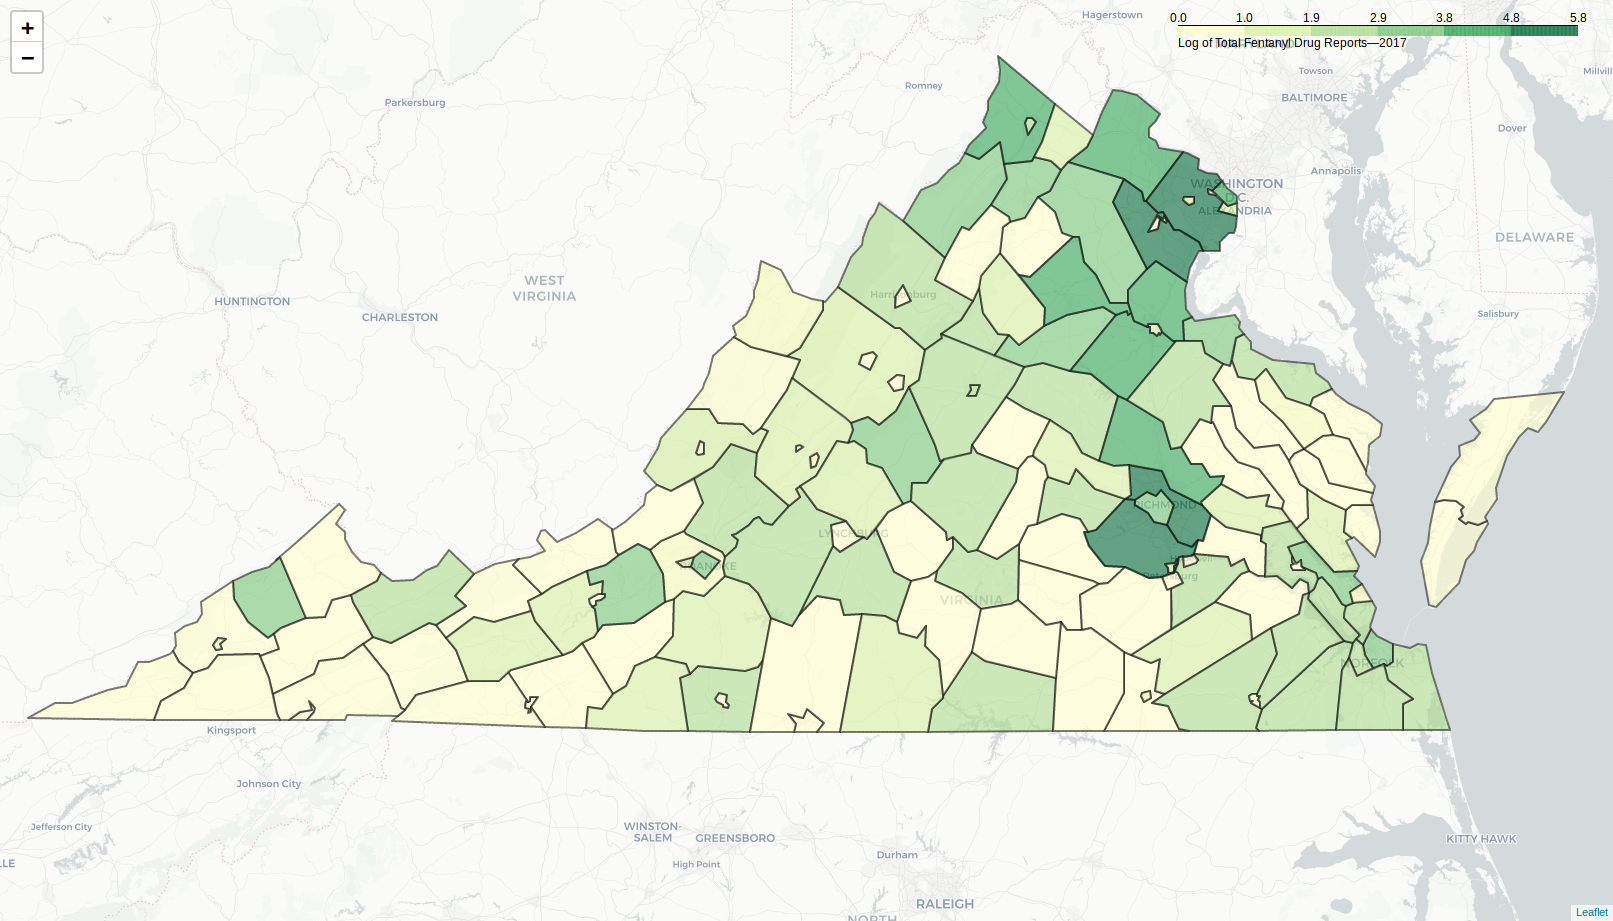 +
−
Hagerstown
0.0 1.0 1.9 2.9 3.8 4.8 5.8
Log of Total Fentanyl Drug Reports—2017
Towson
Millvill
Romney
Parkersburg
BALTIMORE
Dover
Annapolis
WASHINGTON
D.C.
ALEXANDRIA
DELAWARE
WEST
VIRGINIA
Harrisonburg
HUNTINGTON
CHARLESTON
Salisbury
RICHMOND
LYNCHBURG
ROANOKE
Petersburg
VIRGINIA
NORFOLK
Kingsport
Johnson City
Jefferson City
WINSTON-
SALEM
GREENSBORO
KITTY HAWK
Durham
LLE
High Point
RALEIGH
NORTH
Leaflet